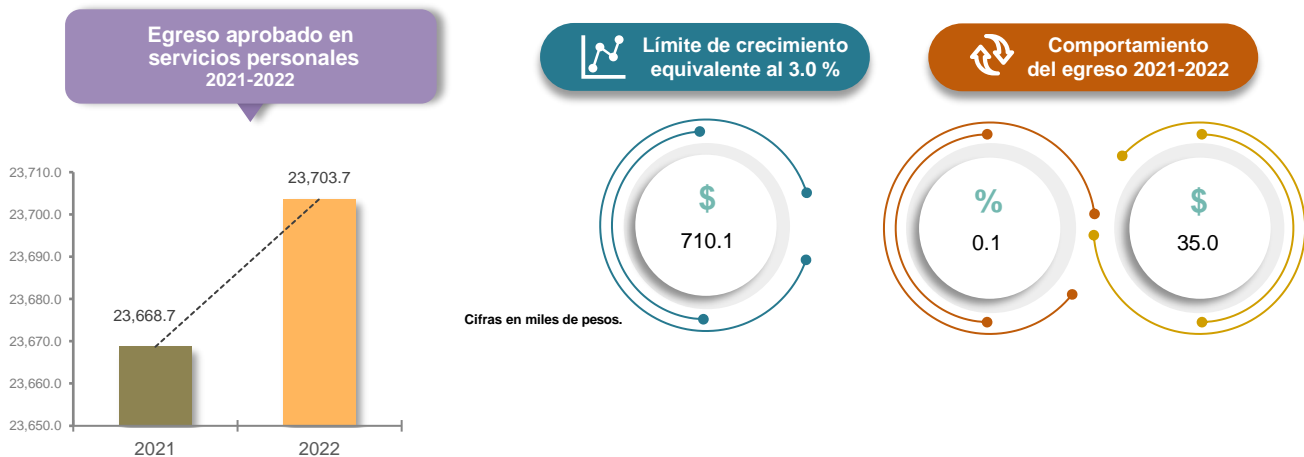 Egreso aprobado en
servicios personales
2021-2022
23,710.0
23,700.0
23,690.0
23,680.0
23,670.0
23,660.0
23,650.0
23,668.7
23,703.7
2021
2022
Límite de crecimiento
equivalente al 3.0 %
$
710.1
Cifras en miles de pesos.
Comportamiento
del egreso 2021-2022
%
0.1
$
35.0